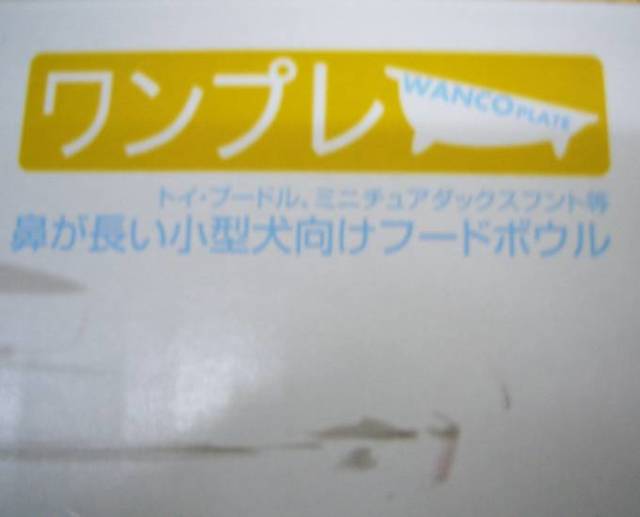 ワンプレ
WANCO PLATE
トイ・プードル、ミニチュアダックスフント等
鼻が長い小型犬向けフードボウル